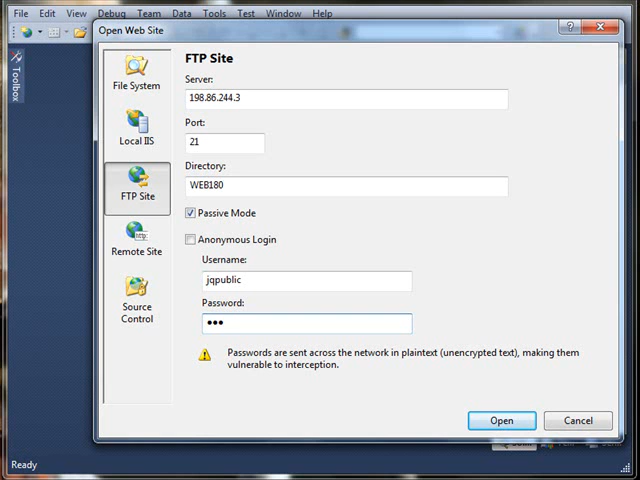 File Edit View Debug Team Data Tools Test Window Help
Open Web Site
Toolbox
File System
Local IIS
FTP Site
Remote Site
Source
Control
FTP Site
Server:
198.86.244.3
Port:
21
Directory:
WEB180
Passive Mode
Anonymous Login
Username:
jqpublic
Password:
•••
Passwords are sent across the network in plaintext (unencrypted text), making them
vulnerable to interception.
Open Cancel
Ready